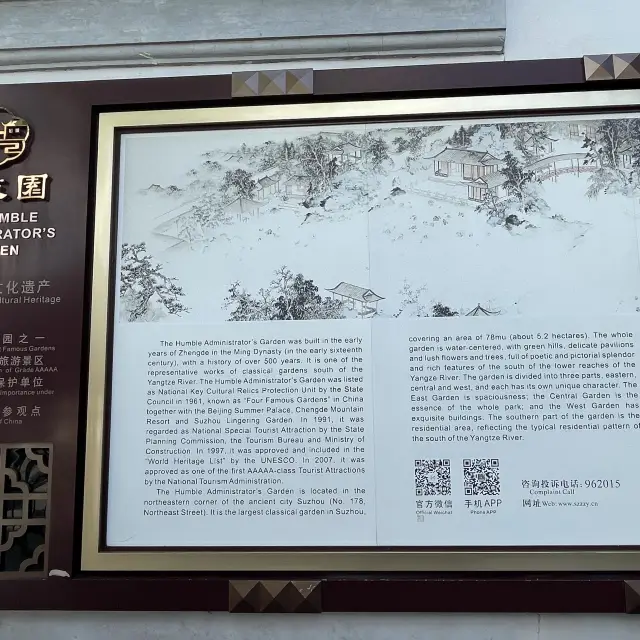 园
MBLE
RATOR'S
EN
文化遗产
ltural Heritage
园之一
Famous Gardens
旅游景区
of Grade AAAAA
保护单位
importance under
参观点
of China
The Humble Administrator's Garden was built in the early
years of Zhengde in the Ming Dynasty (in the early sixteenth
century), with a history of over 500 years. It is one of the
representative works of classical gardens south of the
Yangtze River. The Humble Administrator's Garden was listed
as National Key Cultural Relics Protection Unit by the State
Council in 1961, known as "Four Famous Gardens" in China
together with the Beijing Summer Palace, Chengde Mountain
Resort and Suzhou Lingering Garden. In 1991, it was
regarded as National Special Tourist Attraction by the State
Planning Commission, the Tourism Bureau and Ministry of
Construction. In 1997, it was approved and included in the
"World Heritage List" by the UNESCO. In 2007, it was
approved as one of the first AAAAA-class Tourist Attractions
by the National Tourism Administration.
The Humble Administrator's Garden is located in the
northeastern corner of the ancient city Suzhou (No. 178,
Northeast Street). It is the largest classical garden in Suzhou,
covering an area of 78mu (about 5.2 hectares). The whole
garden is water-centered, with green hills, delicate pavilions
and lush flowers and trees, full of poetic and pictorial splendor
and rich features of the south of the lower reaches of the
Yangze River. The garden is divided into three parts, eastern,
central and west, and each has its own unique character. The
East Garden is spaciousness; the Central Garden is the
essence of the whole park; and the West Garden has
exquisite buildings. The southern part of the garden is the
residential area, reflecting the typical residential pattern of
the south of the Yangtze River.
官方微信
Official Wechat
手机APP
Phone APP
咨询投诉电话: 962015
Complaint Call
网址 Web: www.szzzy.cn